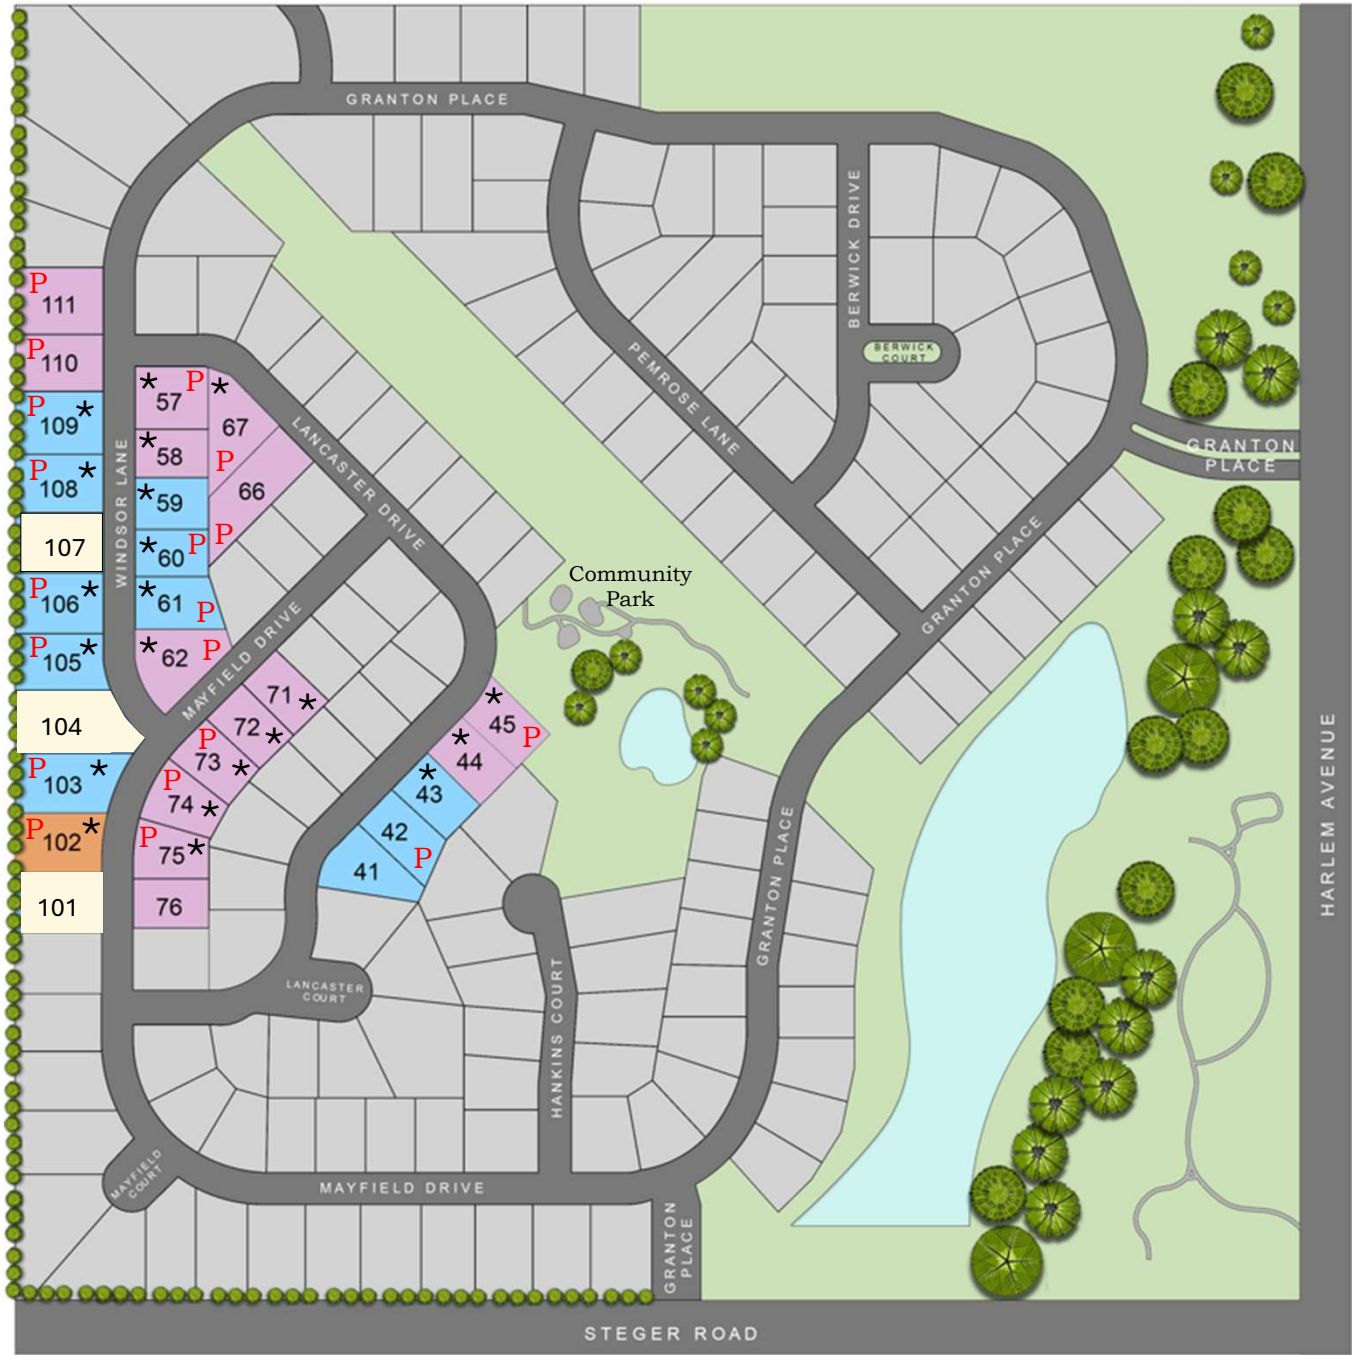 GRANTON PLACE
BERWICK DRIVE
BERWICK
COURT
PEMROSE LANE
GRANTON
PLACE
GRANTON PLACE
HARLEM AVENUE
P
111
P
110
P
109 *
P
108 *
107
P
106 *
P
105 *
104
P
103 *
P
102 *
101
WINDSOR LANE
* P
57
*
58
*
59
*
60 P
*
61 P
*
62 P
*
67
P
66
P
LANCASTER DRIVE
MAYFIELD DRIVE
71 *
72 *
P
73 *
P
74 *
P
75 *
76
Community
Park
*
45 P
*
44
*
43
42
P
41
GRANTON PLACE
LANCASTER
COURT
HANKINS COURT
MAYFIELD
COURT
MAYFIELD DRIVE
GRANTON
PLACE
STEGER ROAD